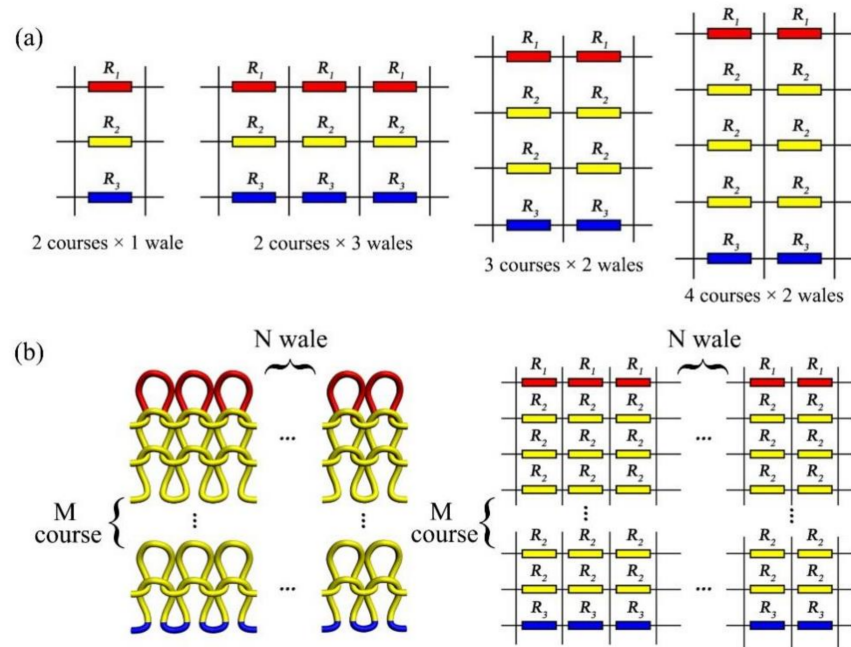 (a)
R1
R2
R3
2 courses × 1 wale
R1 R1 R1
R2 R2 R2
R3 R3 R3
2 courses × 3 wales
R1 R1
R2 R2
R2 R2
R3 R3
3 courses × 2 wales
R1 R1
R2 R2
R2 R2
R2 R2
R3 R3
4 courses × 2 wales
(b)
N wale
...
M
course
...
...
...
N wale
R1 R1 R1 R1 R1
R2 R2 R2 R2 R2
R2 R2 R2 ... R2 R2
R2 R2 R2 R2 R2
M
course
...
...
R2 R2 R2 R2 R2
R2 R2 R2 ... R2 R2
R3 R3 R3 R3 R3